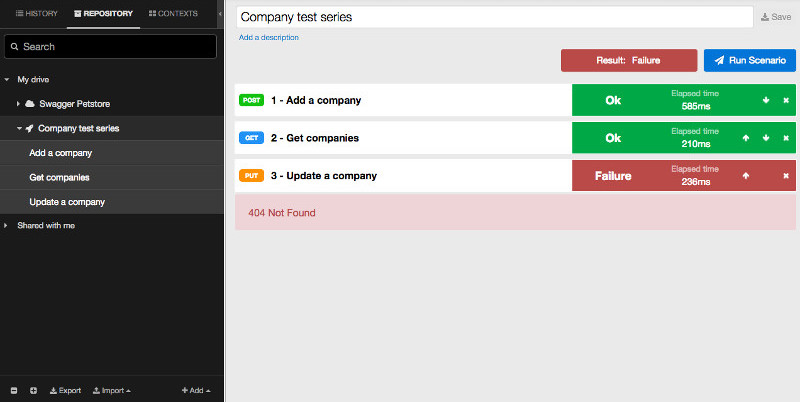 HISTORY
REPOSITORY
CONTEXTS
Search
My drive
Swagger Petstore
Company test series
Add a company
Get companies
Update a company
Shared with me
Export
Import
Add
Company test series
Save
Add a description
Result: Failure
Run Scenario
POST
1 - Add a company
Ok
Elapsed time
585ms
GET
2 - Get companies
Ok
Elapsed time
210ms
PUT
3 - Update a company
Failure
Elapsed time
236ms
404 Not Found